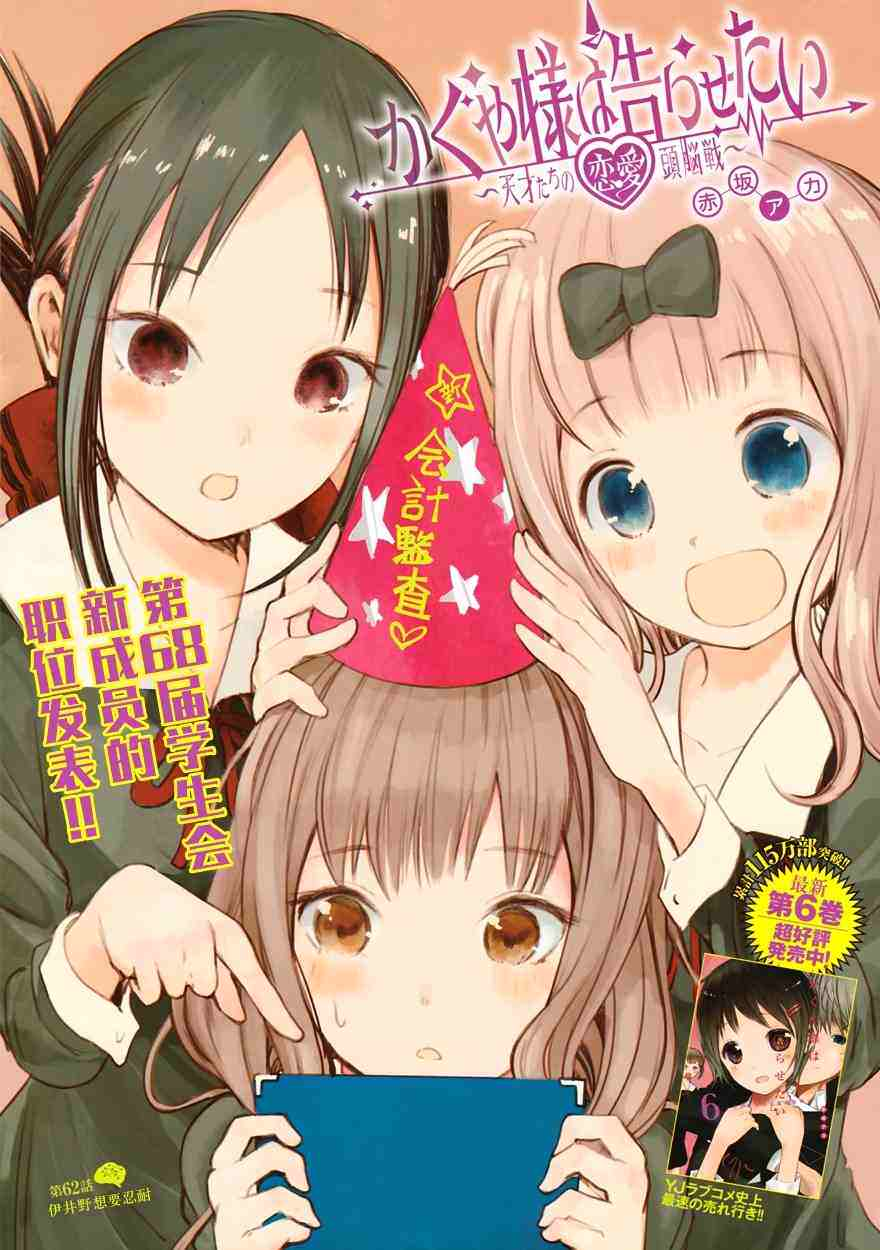 かぐや様は告らせたい
~天才たちの恋愛頭脳戦~
赤坂アカ
新
会計監査♡
第68届学生会
新成员的
职位发表!!
累計115万部突破!!
最新
第6巻
超好評
発売中!
6
YJラブコメ史上
最速の売れ行き!!
第62話
伊井野想要忍耐